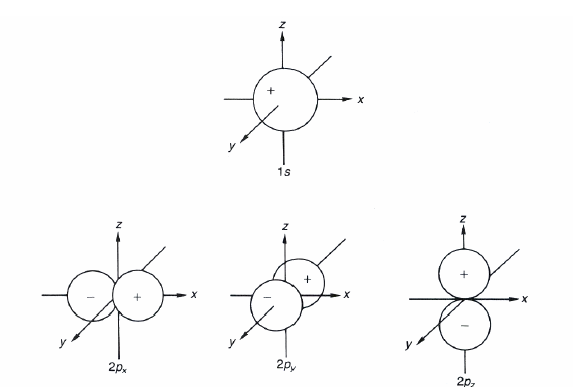 z
+
x
y
1s
z
z
z
− +
x
y
− +
x
y
+
−
x
y
2pₓ
2pᵧ
2p_z